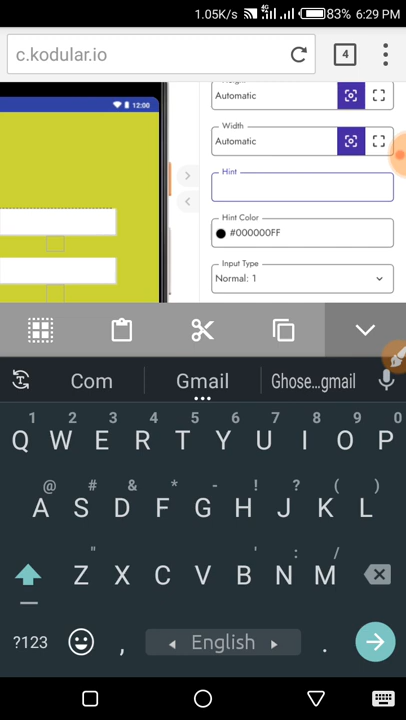 1.05K/s 4G 83% 6:29 PM
c.kodular.io 4
12:00
Height
Automatic
Width
Automatic
Hint
Hint Color
#000000FF
Input Type
Normal: 1
Com Gmail Ghose...gmail
1 2 3 4 5 6 7 8 9 0
Q W E R T Y U I O P
@ # & * - ! ? ( )
A S D F G H J K L
" ' : /
Z X C V B N M
?123 , English .